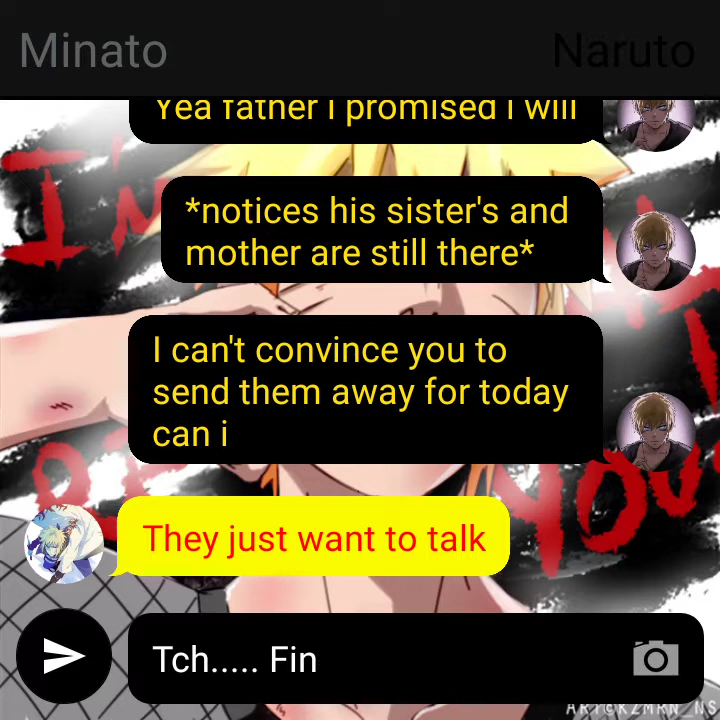 Minato
Naruto
Yea father i promised i will
*notices his sister's and
mother are still there*
I can't convince you to
send them away for today
can i
They just want to talk
Tch..... Fin